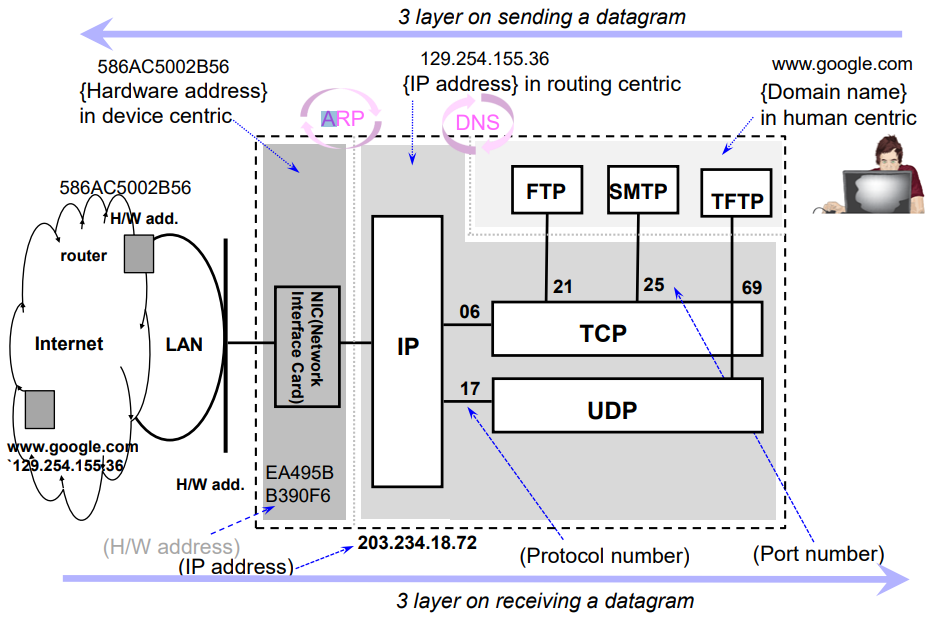 3 layer on sending a datagram
586AC5002B56
{Hardware address}
in device centric
129.254.155.36
{IP address} in routing centric
www.google.com
{Domain name}
in human centric
ARP
DNS
586AC5002B56
H/W add.
router
Internet
LAN
www.google.com
`129.254.155.36
H/W add.
NIC(Network
Interface Card)
EA495B
B390F6
IP
FTP
SMTP
TFTP
21
25
69
06
TCP
17
UDP
(H/W address)
(IP address)
203.234.18.72
(Protocol number)
(Port number)
3 layer on receiving a datagram